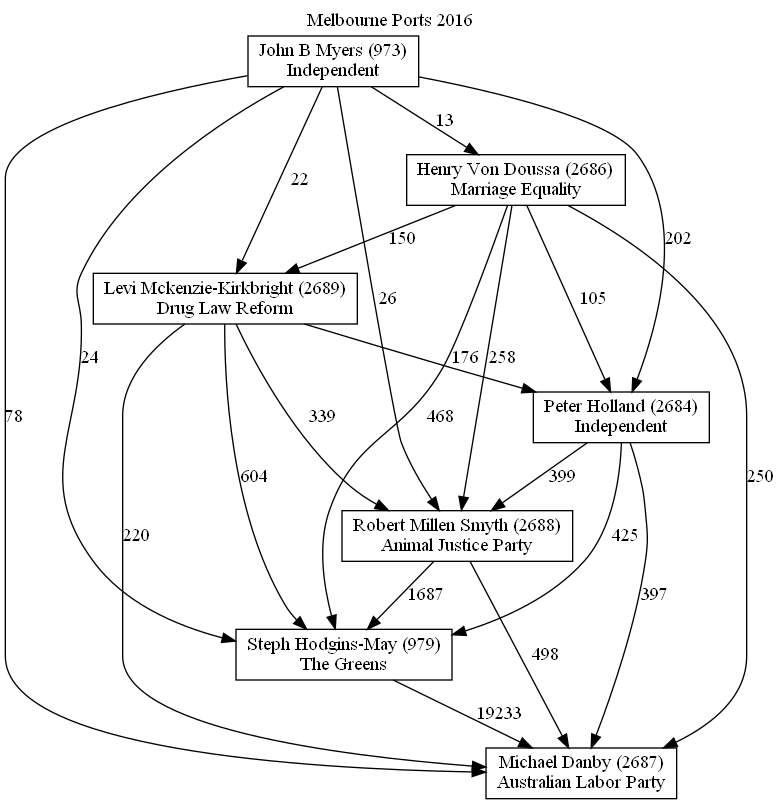 Melbourne Ports 2016
John B Myers (973)
Independent
13
Henry Von Doussa (2686)
Marriage Equality
22
150
202
Levi Mckenzie-Kirkbright (2689)
Drug Law Reform
26
105
24
176
258
Peter Holland (2684)
Independent
78
339
468
604
399
250
Robert Millen Smyth (2688)
Animal Justice Party
220
425
1687
397
Steph Hodgins-May (979)
The Greens
498
19233
Michael Danby (2687)
Australian Labor Party